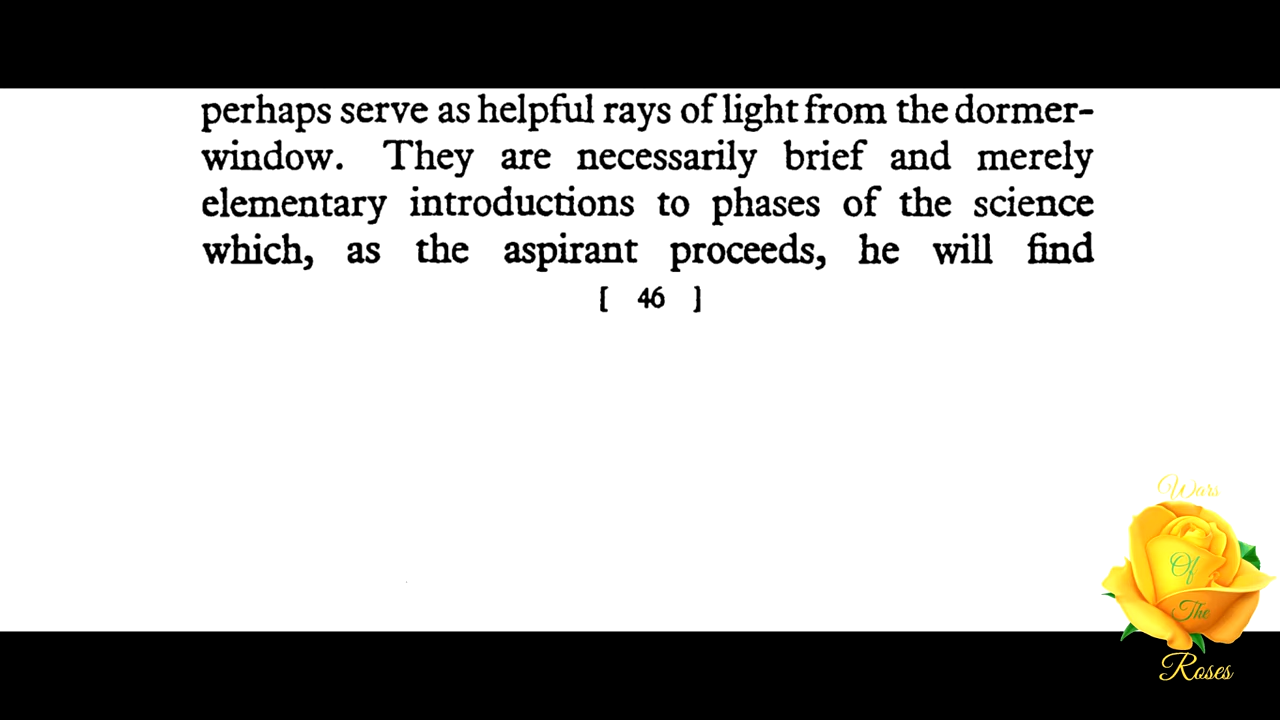 perhaps serve as helpful rays of light from the dormer-
window. They are necessarily brief and merely
elementary introductions to phases of the science
which, as the aspirant proceeds, he will find
[ 46 ]
Wars
Of
The
Roses